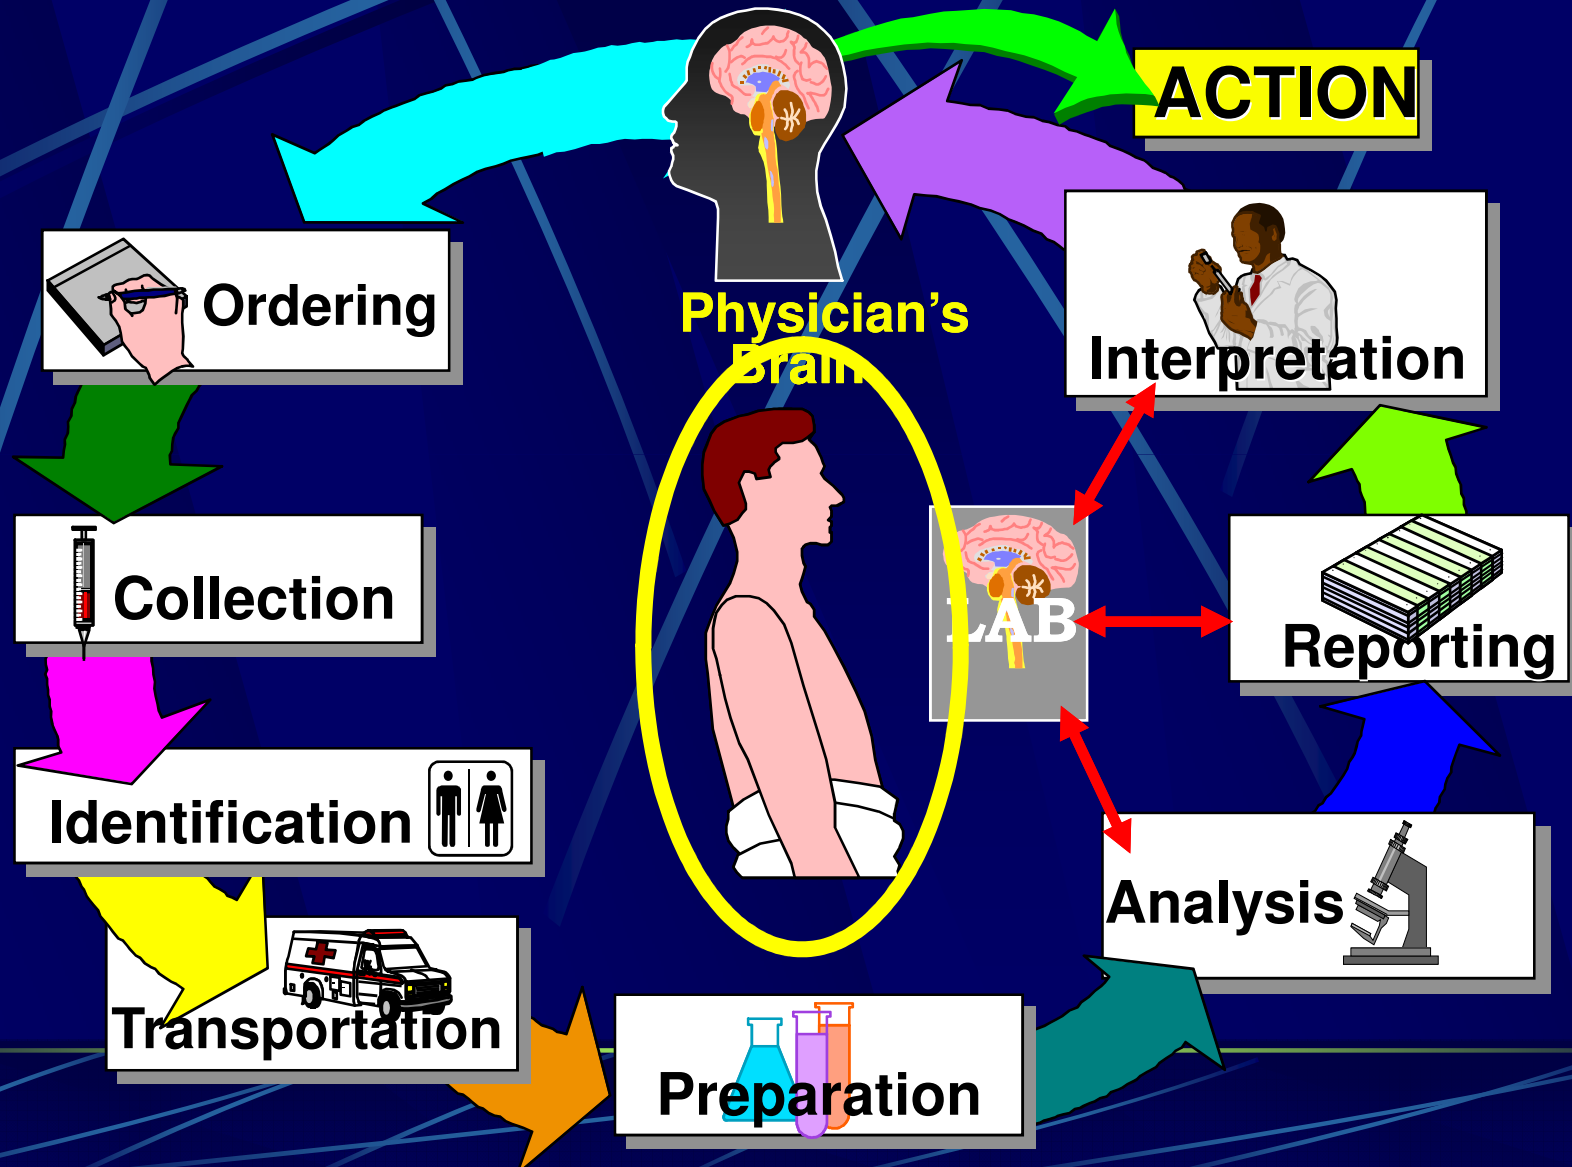 ACTION
Ordering
Physician's
Brain
Interpretation
Collection
LAB
Reporting
Identification
Analysis
Transportation
Preparation